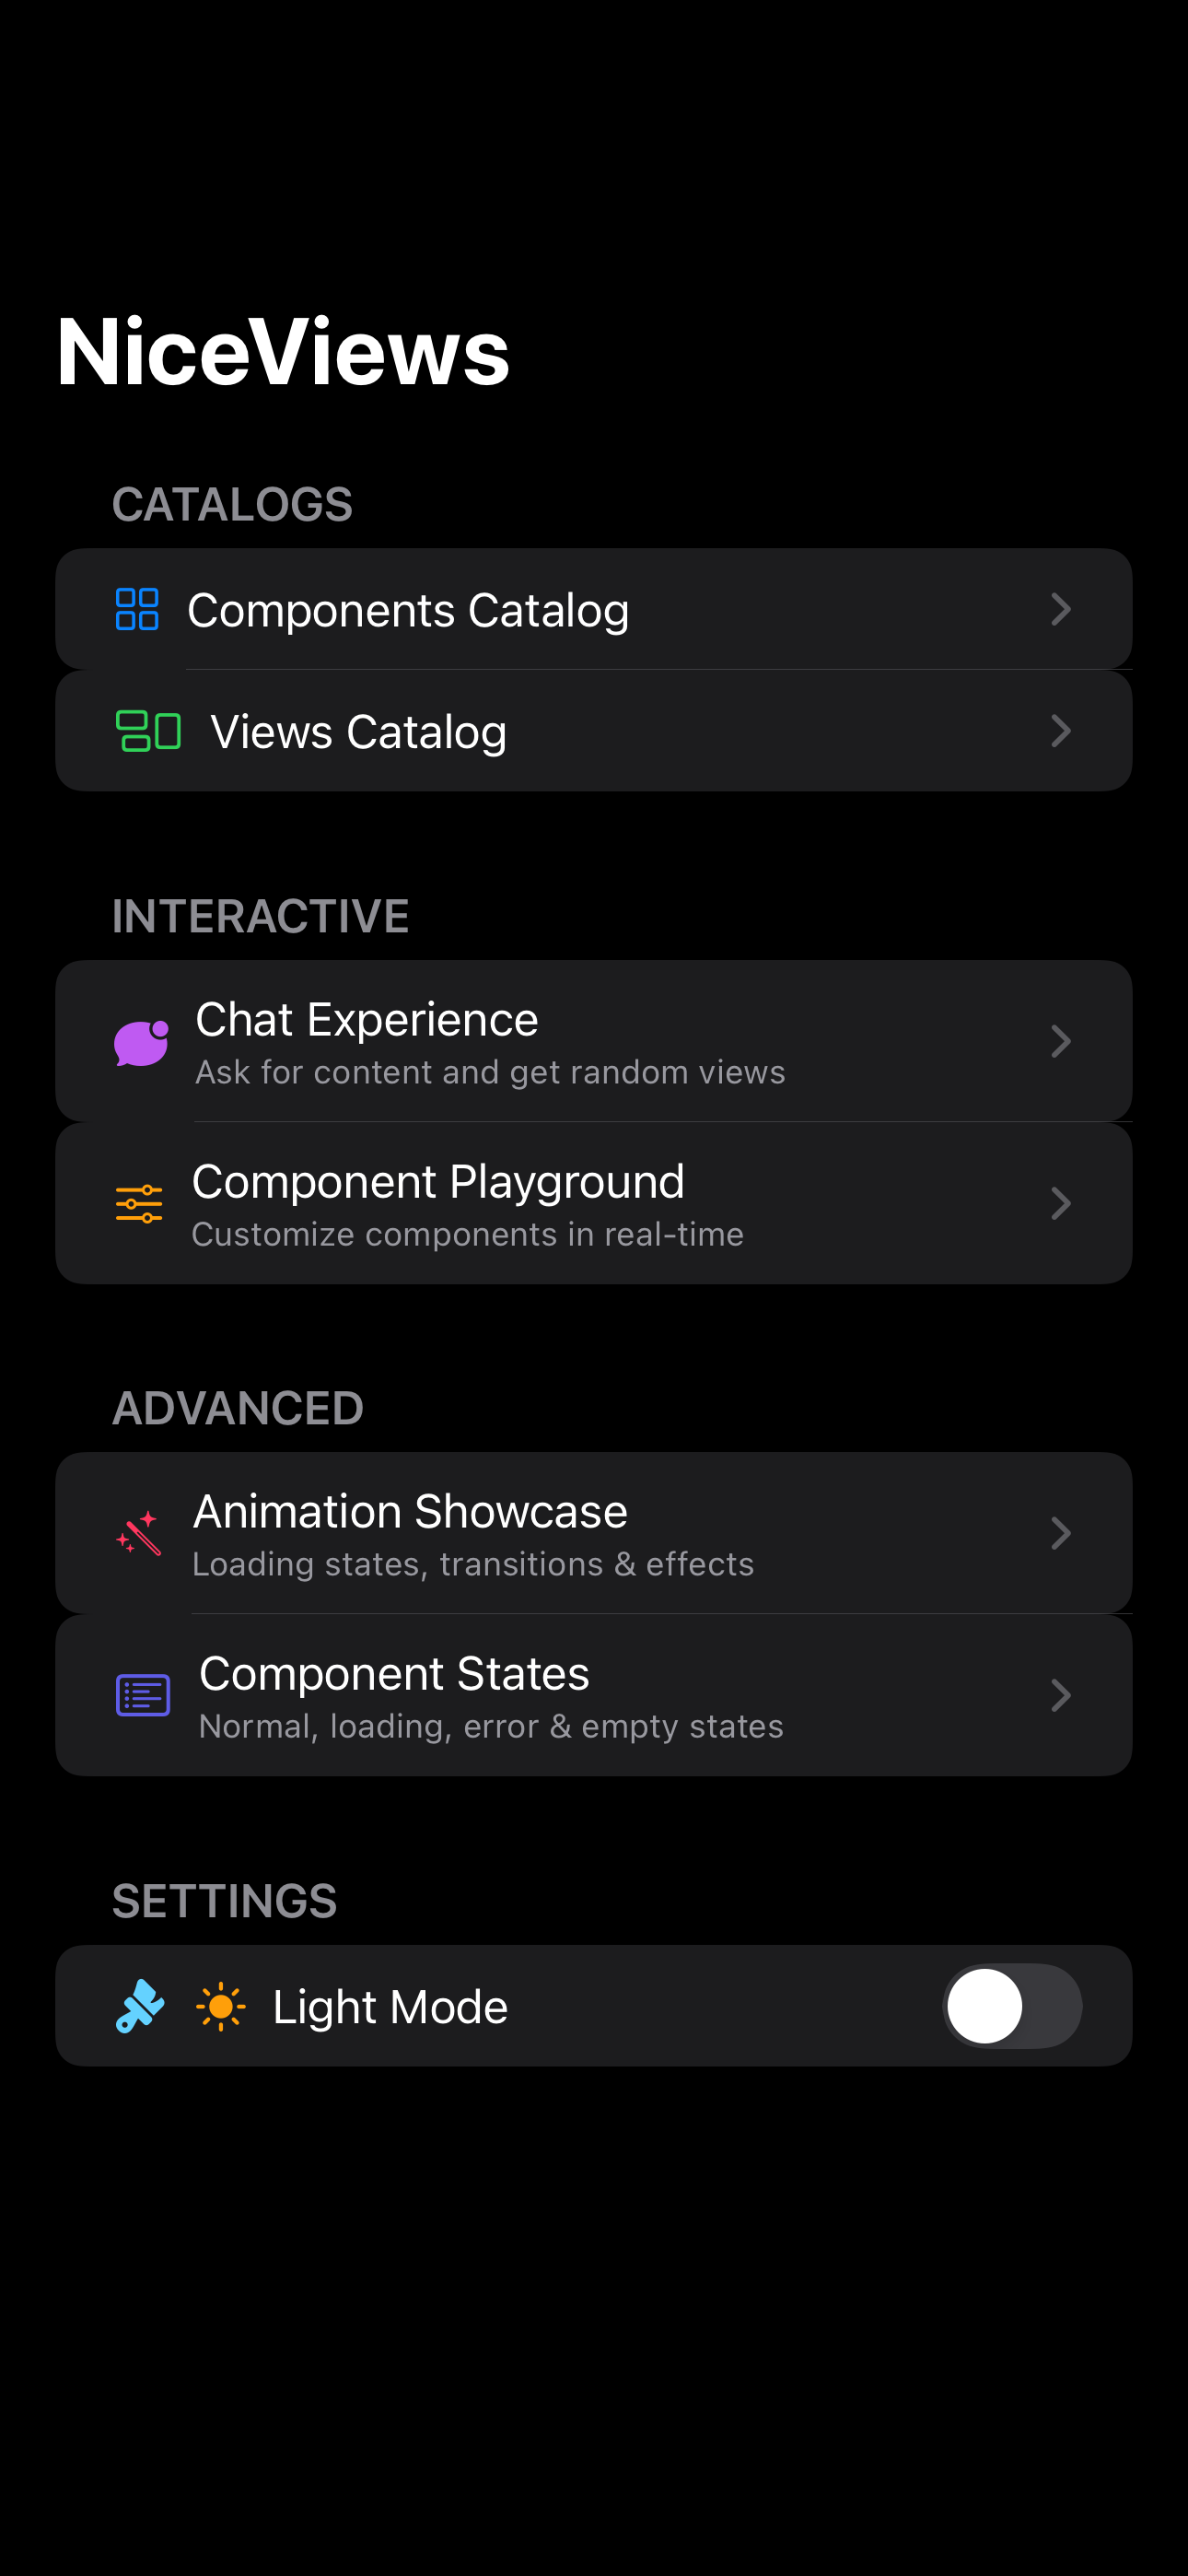 NiceViews
CATALOGS
Components Catalog
Views Catalog
INTERACTIVE
Chat Experience
Ask for content and get random views
Component Playground
Customize components in real-time
ADVANCED
Animation Showcase
Loading states, transitions & effects
Component States
Normal, loading, error & empty states
SETTINGS
Light Mode